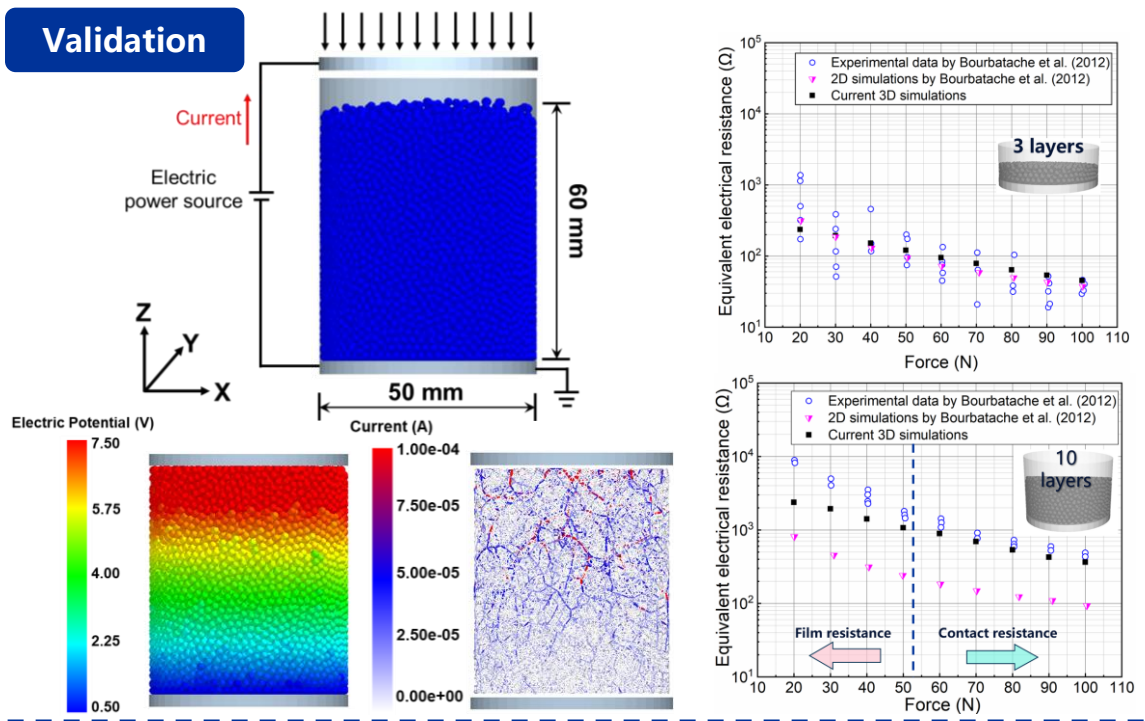 Validation
Current
Electric
power source
60 mm
Z
Y
X
50 mm
Electric Potential (V)
7.50
5.75
4.00
2.25
0.50
Current (A)
1.00e-04
7.50e-05
5.00e-05
2.50e-05
0.00e+00
Equivalent electrical resistance (Ω)
10⁵
10⁴
10³
10²
10¹
Experimental data by Bourbatache et al. (2012)
2D simulations by Bourbatache et al. (2012)
Current 3D simulations
3 layers
10 20 30 40 50 60 70 80 90 100 110
Force (N)
Equivalent electrical resistance (Ω)
10⁵
10⁴
10³
10²
10¹
Experimental data by Bourbatache et al. (2012)
2D simulations by Bourbatache et al. (2012)
Current 3D simulations
10
layers
Film resistance
Contact resistance
10 20 30 40 50 60 70 80 90 100 110
Force (N)